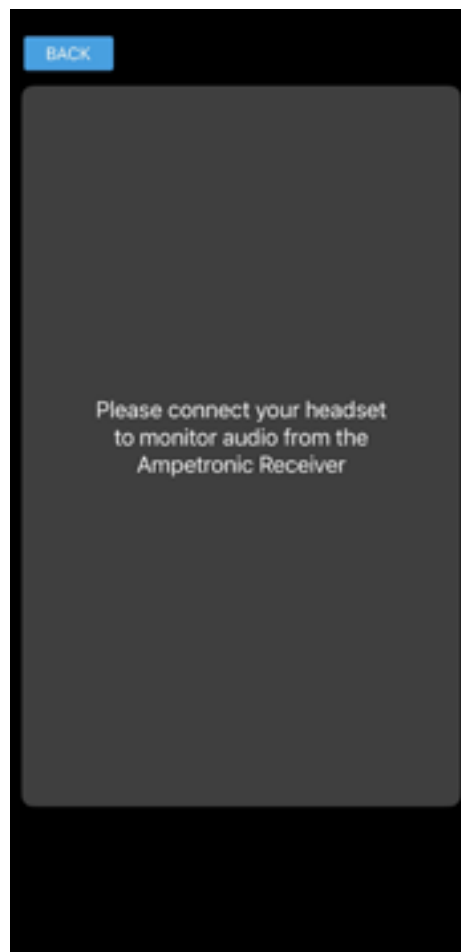 BACK
Please connect your headset
to monitor audio from the
Ampetronic Receiver